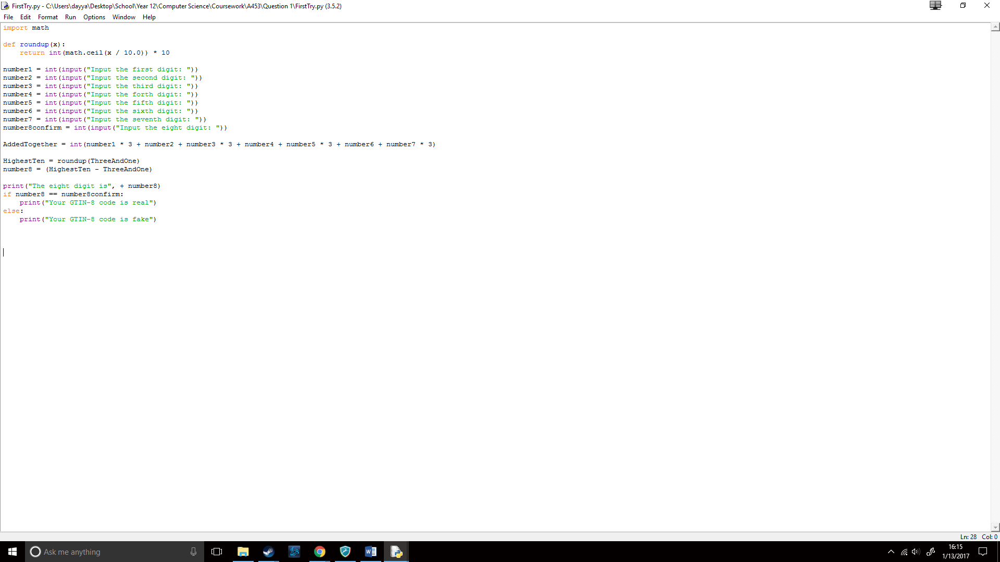 FirstTry.py - C:\Users\dayya\Desktop\School\Year 12\Computer Science\Coursework\A453\Question 1\FirstTry.py (3.5.2)
File Edit Format Run Options Window Help
import math
def roundup(x):
    return int(math.ceil(x / 10.0)) * 10
number1 = int(input("Input the first digit: "))
number2 = int(input("Input the second digit: "))
number3 = int(input("Input the third digit: "))
number4 = int(input("Input the forth digit: "))
number5 = int(input("Input the fifth digit: "))
number6 = int(input("Input the sixth digit: "))
number7 = int(input("Input the seventh digit: "))
number8confirm = int(input("Input the eight digit: "))
AddedTogether = int(number1 * 3 + number2 + number3 * 3 + number4 + number5 * 3 + number6 + number7 * 3)
HighestTen = roundup(ThreeAndOne)
number8 = (HighestTen - ThreeAndOne)
print("The eight digit is", + number8)
if number8 == number8confirm:
    print("Your GTIN-8 code is real")
else:
    print("Your GTIN-8 code is fake")
Ln: 28 Col: 0
Ask me anything
16:15
1/13/2017